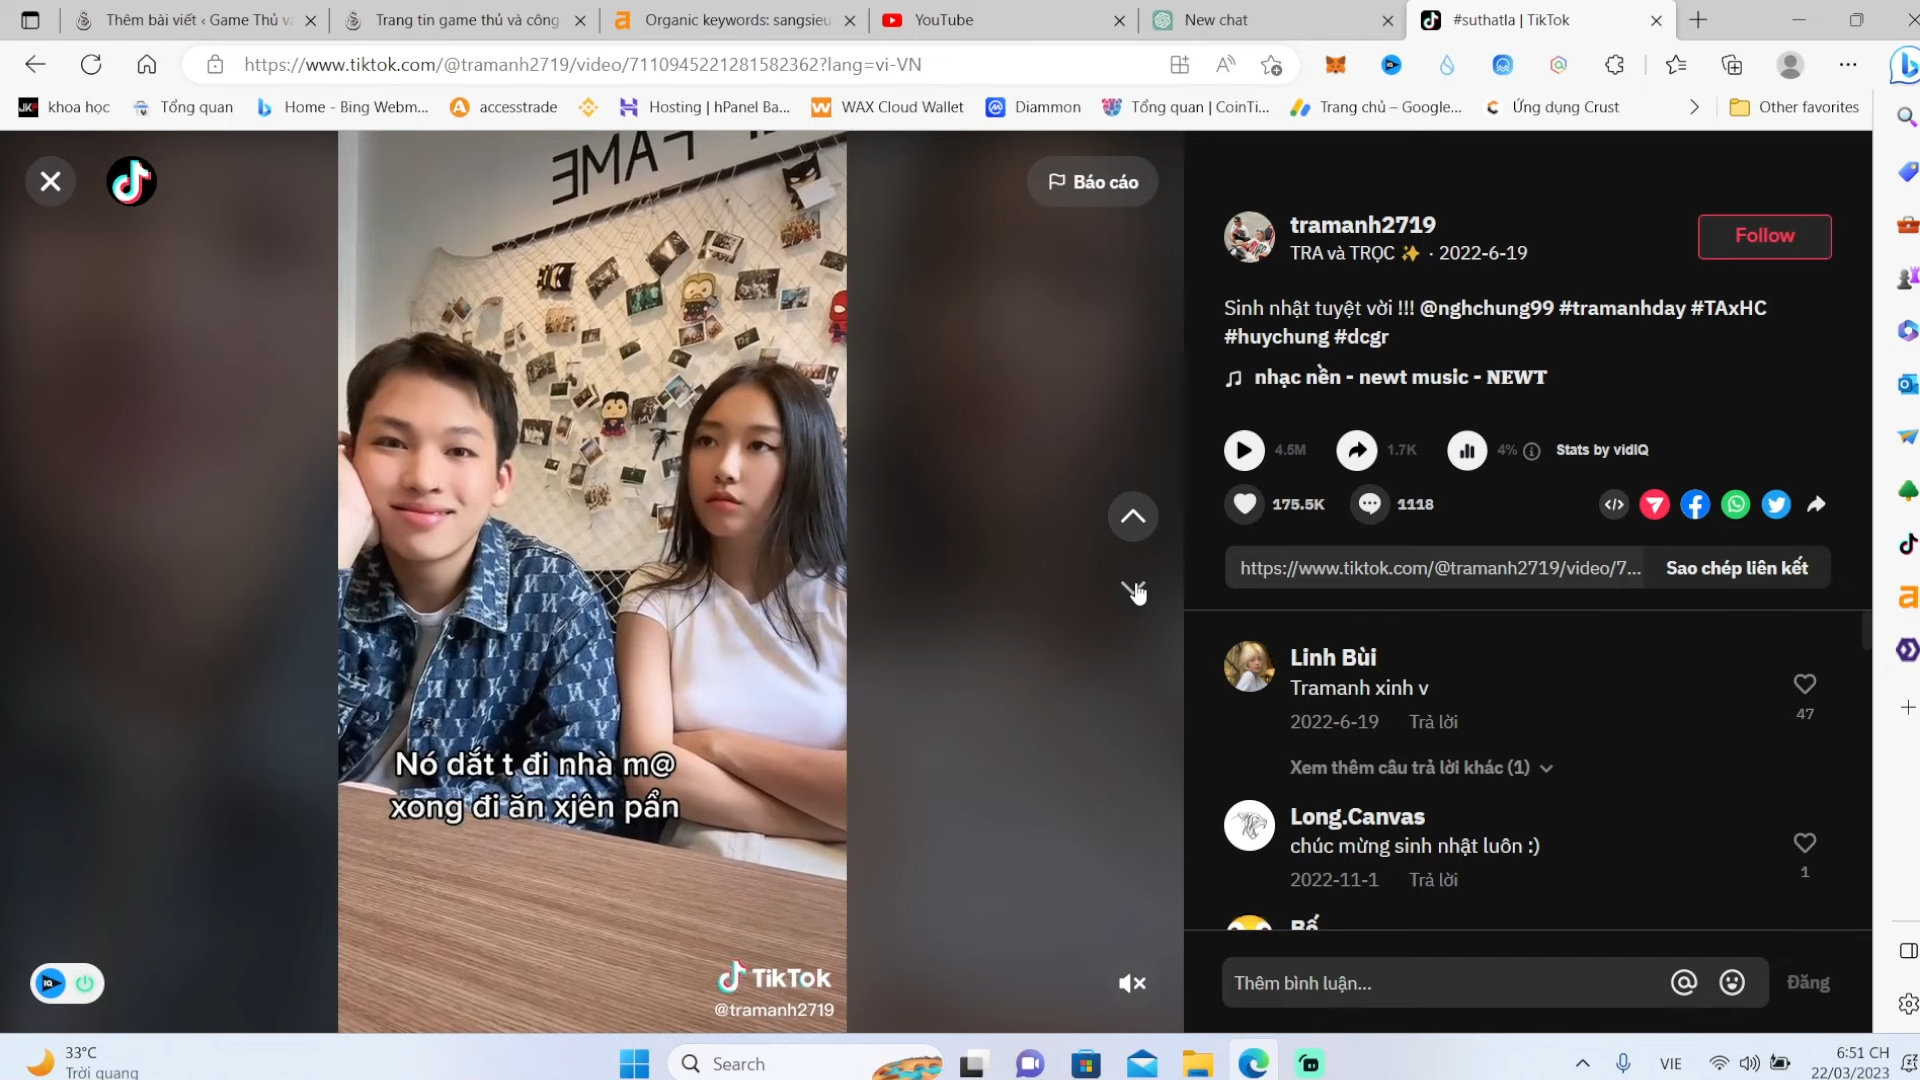 Thêm bài viết ‹ Game Thủ và
Trang tin game thủ và công
Organic keywords: sangsieu
YouTube
New chat
#suthatla | TikTok
https://www.tiktok.com/@tramanh2719/video/7110945221281582362?lang=vi-VN
khoa học
Tổng quan
Home - Bing Webm...
accesstrade
Hosting | hPanel Ba...
WAX Cloud Wallet
Diammon
Tổng quan | CoinTi...
Trang chủ – Google...
Ứng dụng Crust
Other favorites
FAME
Báo cáo
tramanh2719
TRA và TRỌC ✨ · 2022-6-19
Follow
Sinh nhật tuyệt vời !!! @nghchung99 #tramanhday #TAxHC
#huychung #dcgr
nhạc nền - newt music - NEWT
4.5M
1.7K
4%
Stats by vidIQ
175.5K
1118
https://www.tiktok.com/@tramanh2719/video/7...
Sao chép liên kết
Linh Bùi
Tramanh xinh v
2022-6-19 Trả lời
47
Xem thêm câu trả lời khác (1)
Long.Canvas
chúc mừng sinh nhật luôn :)
2022-11-1 Trả lời
1
Bố
Nó dắt t đi nhà m@
xong đi ăn xjên pẩn
TikTok
@tramanh2719
Thêm bình luận...
Đăng
33°C
Trời quang
Search
VIE
6:51 CH
22/03/2023